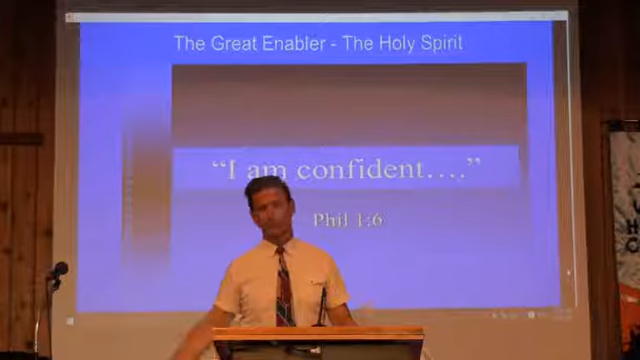 The Great Enabler - The Holy Spirit
“I am confident….”
Phil 1:6